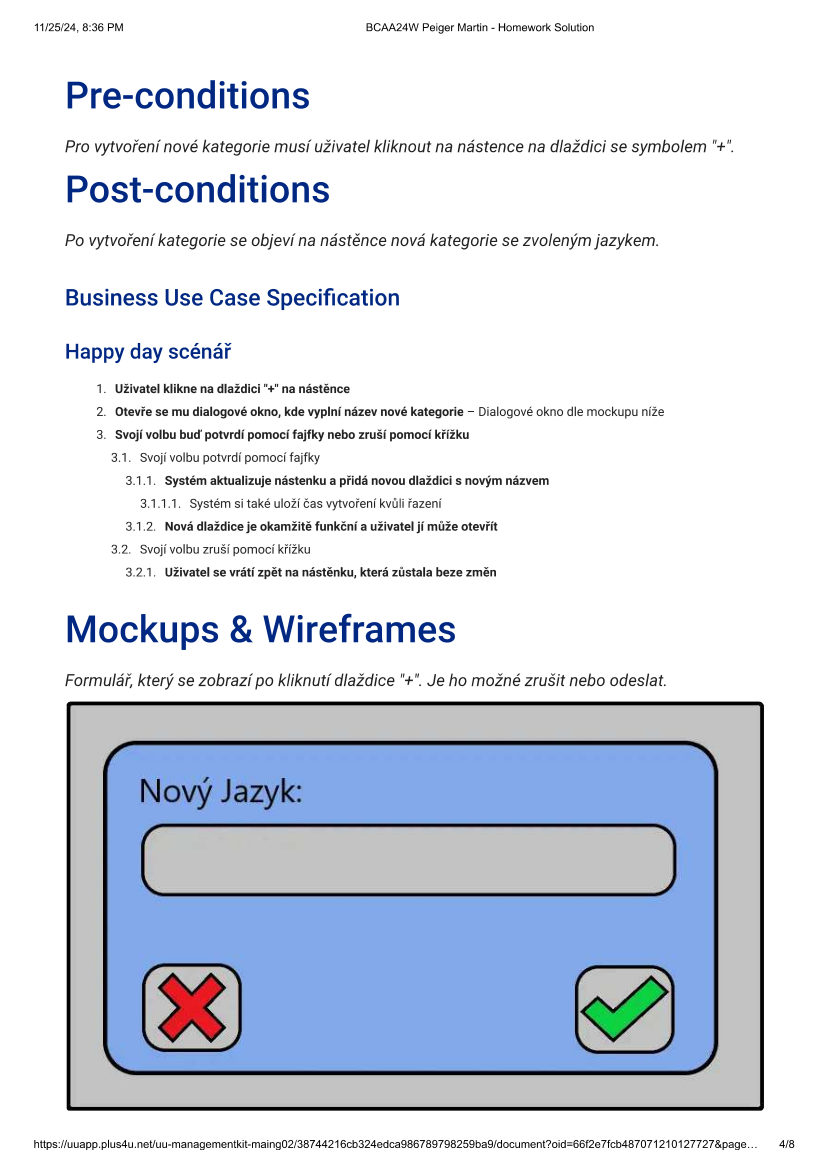 11/25/24, 8:36 PM
BCAA24W Peiger Martin - Homework Solution
Pre-conditions
Pro vytvoření nové kategorie musí uživatel kliknout na nástence na dlaždici se symbolem "+".
Post-conditions
Po vytvoření kategorie se objeví na nástěnce nová kategorie se zvoleným jazykem.
Business Use Case Specification
Happy day scénář
1. Uživatel klikne na dlaždici "+" na nástěnce
2. Otevře se mu dialogové okno, kde vyplní název nové kategorie – Dialogové okno dle mockupu níže
3. Svojí volbu buď potvrdí pomocí fajfky nebo zruší pomocí křížku
3.1. Svojí volbu potvrdí pomocí fajfky
3.1.1. Systém aktualizuje nástenku a přidá novou dlaždici s novým názvem
3.1.1.1. Systém si také uloží čas vytvoření kvůli řazení
3.1.2. Nová dlaždice je okamžitě funkční a uživatel jí může otevřít
3.2. Svojí volbu zruší pomocí křížku
3.2.1. Uživatel se vrátí zpět na nástěnku, která zůstala beze změn
Mockups & Wireframes
Formulář, který se zobrazí po kliknutí dlaždice "+". Je ho možné zrušit nebo odeslat.
Nový Jazyk:
https://uuapp.plus4u.net/uu-managementkit-maing02/38744216cb324edca986789798259ba9/document?oid=66f2e7fcb487071210127727&page…
4/8